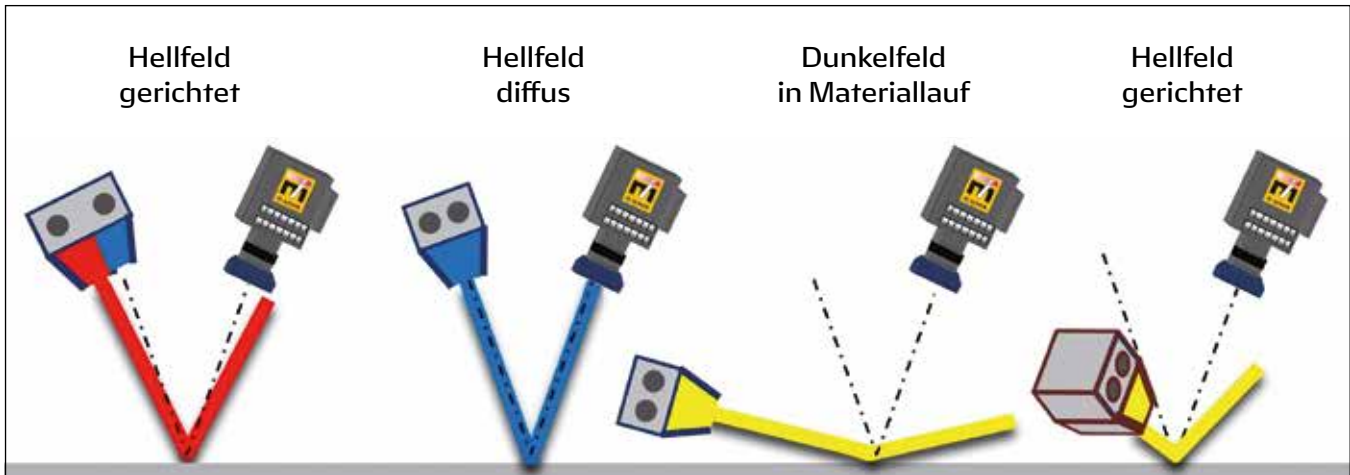 Hellfeld
gerichtet
Hellfeld
diffus
Dunkelfeld
in Materiallauf
Hellfeld
gerichtet